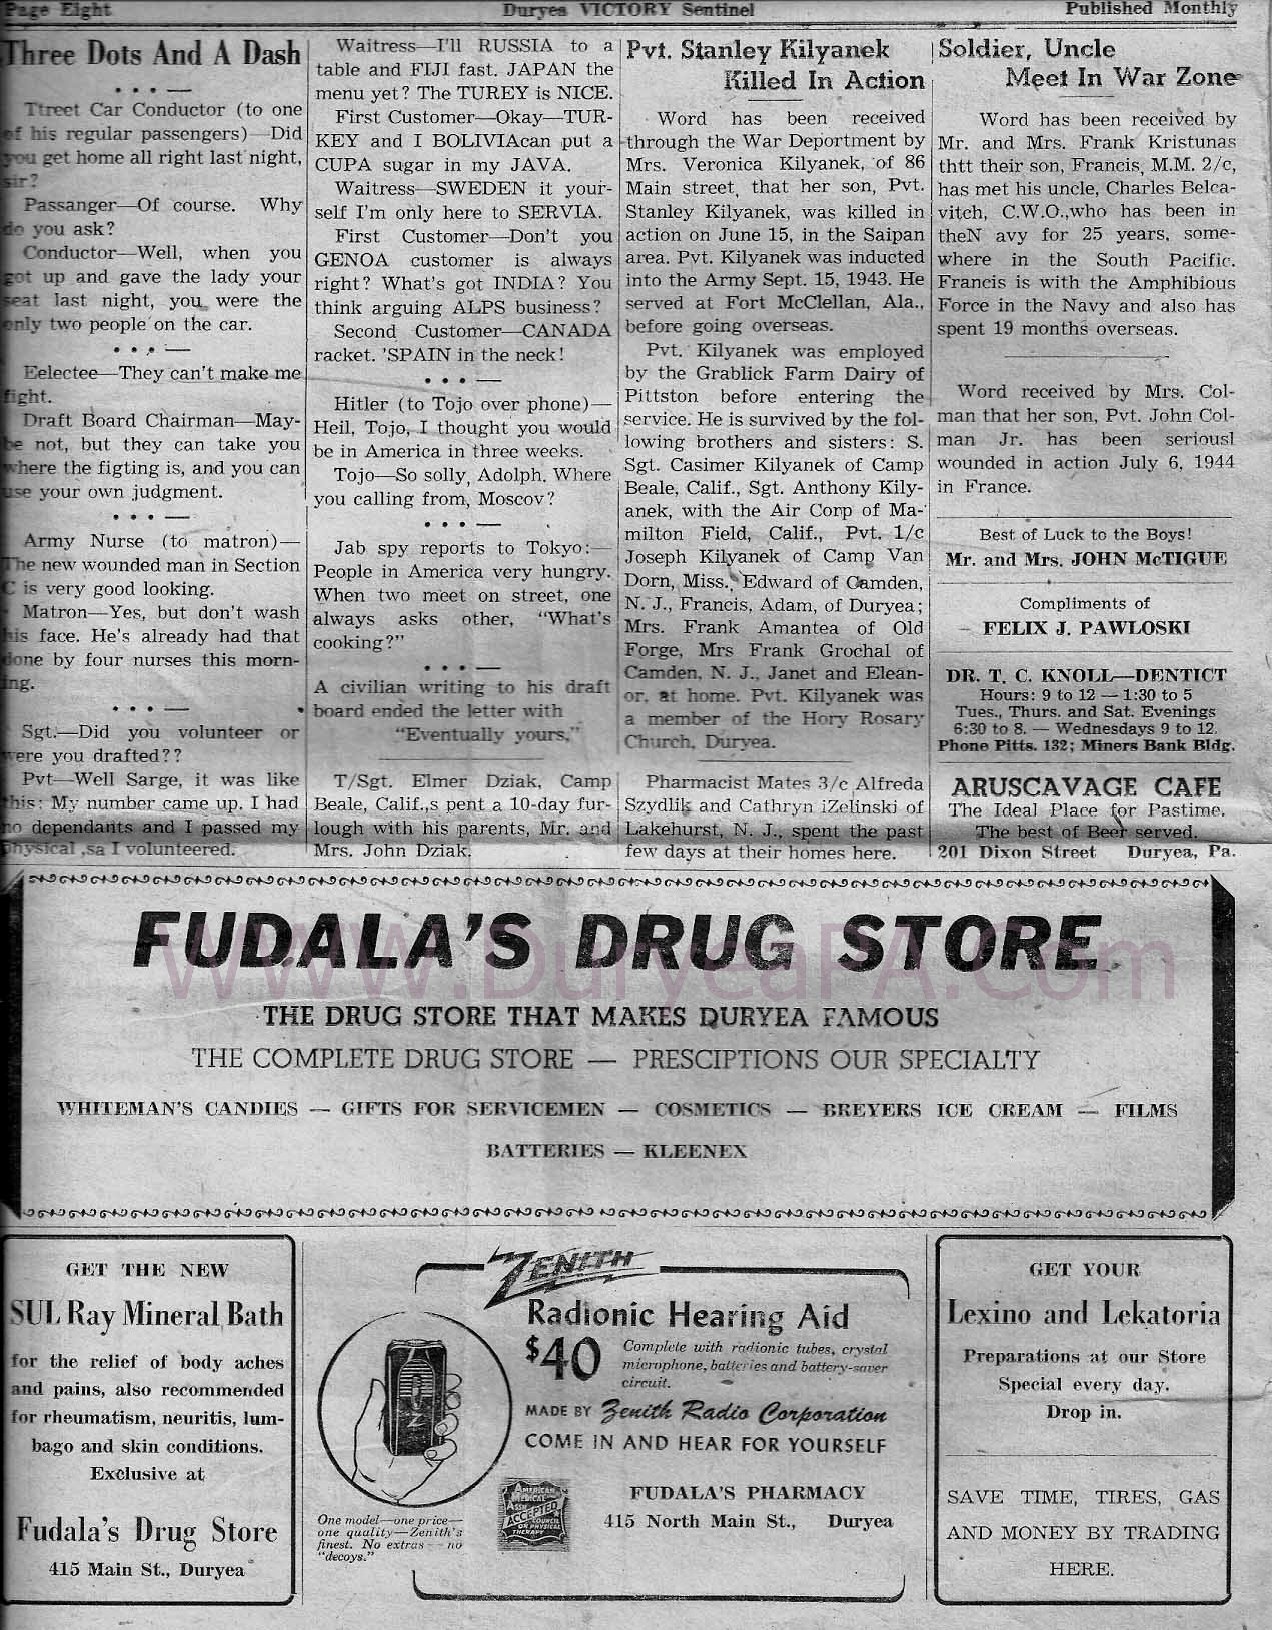 Page Eight
Duryea VICTORY Sentinel
Published Monthly
Three Dots And A Dash
Ttreet Car Conductor (to one
of his regular passengers)—Did
you get home all right last night,
sir?
Passanger—Of course. Why
do you ask?
Conductor—Well, when you
got up and gave the lady your
seat last night, you were the
only two people on the car.
Eelectee—They can't make me
fight.
Draft Board Chairman—May-
be not, but they can take you
where the figting is, and you can
use your own judgment.
Army Nurse (to matron)—
The new wounded man in Section
C is very good looking.
Matron—Yes, but don't wash
his face. He's already had that
done by four nurses this morn-
ing.
Sgt.—Did you volunteer or
were you drafted??
Pvt—Well Sarge, it was like
this: My number came up, I had
no dependants and I passed my
physical ,sa I volunteered.
Waitress—I'll RUSSIA to a
table and FIJI fast. JAPAN the
menu yet? The TUREY is NICE.
First Customer—Okay—TUR-
KEY and I BOLIVIAcan put a
CUPA sugar in my JAVA.
Waitress—SWEDEN it your-
self I'm only here to SERVIA.
First Customer—Don't you
GENOA customer is always
right? What's got INDIA? You
think arguing ALPS business?
Second Customer—CANADA
racket. 'SPAIN in the neck!
Hitler (to Tojo over phone)—
Heil, Tojo, I thought you would
be in America in three weeks.
Tojo—So solly, Adolph. Where
you calling from, Moscov?
Jab spy reports to Tokyo:—
People in America very hungry.
When two meet on street, one
always asks other, "What's
cooking?"
A civilian writing to his draft
board ended the letter with
"Eventually yours."
T/Sgt. Elmer Dziak, Camp
Beale, Calif.,s pent a 10-day fur-
lough with his parents, Mr. and
Mrs. John Dziak.
Pvt. Stanley Kilyanek
Killed In Action
Word has been received
through the War Deportment by
Mrs. Veronica Kilyanek, of 86
Main street, that her son, Pvt.
Stanley Kilyanek, was killed in
action on June 15, in the Saipan
area. Pvt. Kilyanek was inducted
into the Army Sept. 15, 1943. He
served at Fort McClellan, Ala.,
before going overseas.
Pvt. Kilyanek was employed
by the Grablick Farm Dairy of
Pittston before entering the
service. He is survived by the fol-
lowing brothers and sisters: S.
Sgt. Casimer Kilyanek of Camp
Beale, Calif., Sgt. Anthony Kily-
anek, with the Air Corp of Ma-
milton Field, Calif., Pvt. 1/c
Joseph Kilyanek of Camp Van
Dorn, Miss., Edward of Camden,
N. J., Francis, Adam, of Duryea;
Mrs. Frank Amantea of Old
Forge, Mrs Frank Grochal of
Camden, N. J., Janet and Elean-
or, at home. Pvt. Kilyanek was
a member of the Hory Rosary
Church, Duryea.
Pharmacist Mates 3/c Alfreda
Szydlik and Cathryn iZelinski of
Lakehurst, N. J., spent the past
few days at their homes here.
Soldier, Uncle
Meet In War Zone
Word has been received by
Mr. and Mrs. Frank Kristunas
thtt their son, Francis, M.M. 2/c,
has met his uncle, Charles Belca-
vitch, C.W.O.,who has been in
theN avy for 25 years, some-
where in the South Pacific.
Francis is with the Amphibious
Force in the Navy and also has
spent 19 months overseas.
Word received by Mrs. Col-
man that her son, Pvt. John Col-
man Jr. has been seriousl
wounded in action July 6, 1944
in France.
Best of Luck to the Boys!
Mr. and Mrs. JOHN McTIGUE
Compliments of
FELIX J. PAWLOSKI
DR. T. C. KNOLL—DENTICT
Hours: 9 to 12 — 1:30 to 5
Tues., Thurs. and Sat. Evenings
6:30 to 8. — Wednesdays 9 to 12.
Phone Pitts. 132; Miners Bank Bldg.
ARUSCAVAGE CAFE
The Ideal Place for Pastime.
The best of Beer served.
201 Dixon Street Duryea, Pa.
FUDALA'S DRUG STORE
www.DuryeaPA.com
THE DRUG STORE THAT MAKES DURYEA FAMOUS
THE COMPLETE DRUG STORE — PRESCIPTIONS OUR SPECIALTY
WHITEMAN'S CANDIES — GIFTS FOR SERVICEMEN — COSMETICS — BREYERS ICE CREAM — FILMS
BATTERIES — KLEENEX
GET THE NEW
SUL Ray Mineral Bath
for the relief of body aches
and pains, also recommended
for rheumatism, neuritis, lum-
bago and skin conditions.
Exclusive at
Fudala's Drug Store
415 Main St., Duryea
ZENITH
Radionic Hearing Aid
$40
Complete with radionic tubes, crystal
microphone, batteries and battery-saver
circuit.
MADE BY Zenith Radio Corporation
COME IN AND HEAR FOR YOURSELF
One model—one price—
one quality—Zenith's
finest. No extras—no
"decoys."
AMERICAN
MEDICAL
ASSN
ACCEPTED
COUNCIL
ON PHYSICAL
THERAPY
FUDALA'S PHARMACY
415 North Main St., Duryea
GET YOUR
Lexino and Lekatoria
Preparations at our Store
Special every day.
Drop in.
SAVE TIME, TIRES, GAS
AND MONEY BY TRADING
HERE.